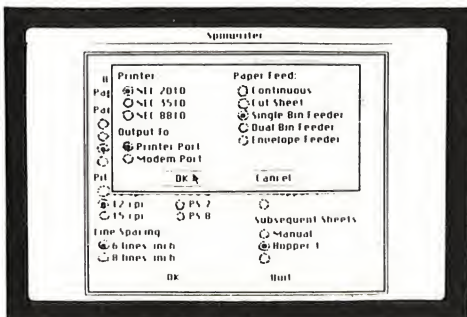 Spinwriter
Printer
NEC 2010
NEC 3510
NEC 8810
Output To
Printer Port
Modem Port
Paper Feed:
Continuous
Cut Sheet
Single Bin Feeder
Dual Bin Feeder
Envelope Feeder
OK
Cancel
12 cpi
PS 7
15 cpi
PS 8
Line Spacing
6 lines inch
8 lines inch
Subsequent Sheets
Manual
Hopper 1
OK
Quit